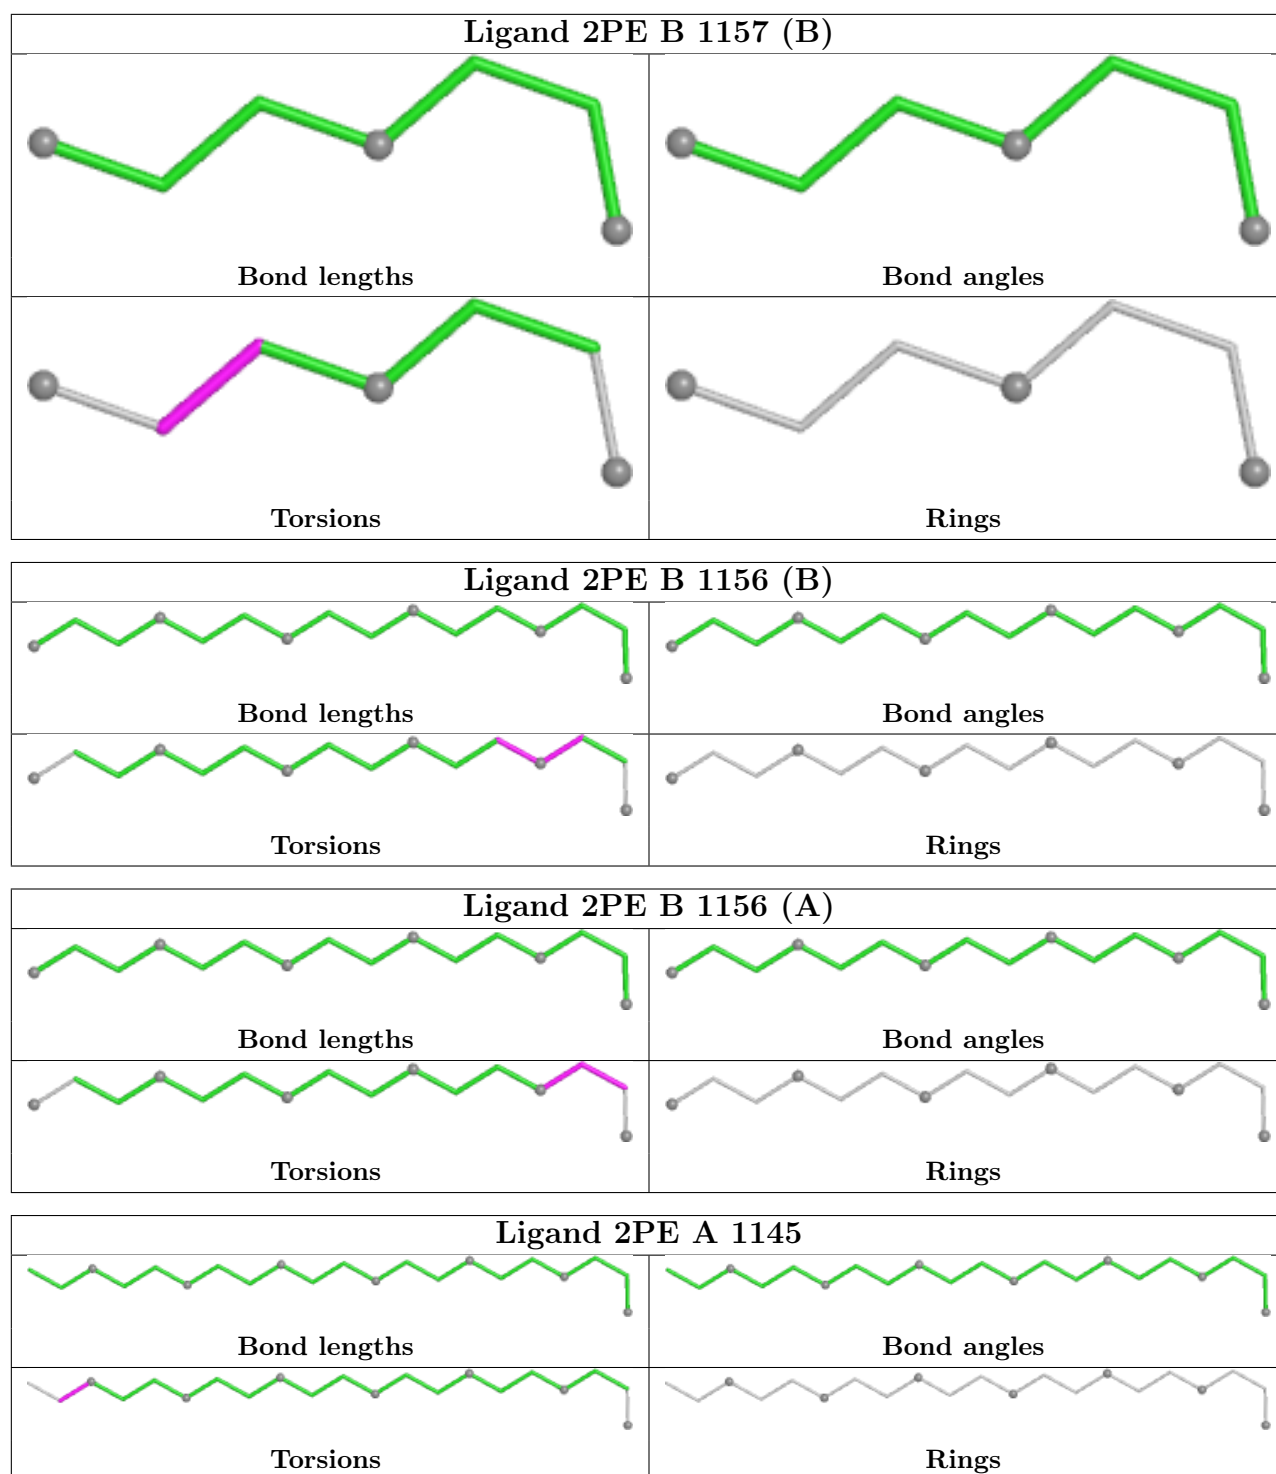 Ligand 2PE B 1157 (B)
Bond lengths
Bond angles
Torsions
Rings
Ligand 2PE B 1156 (B)
Bond lengths
Bond angles
Torsions
Rings
Ligand 2PE B 1156 (A)
Bond lengths
Bond angles
Torsions
Rings
Ligand 2PE A 1145
Bond lengths
Bond angles
Torsions
Rings